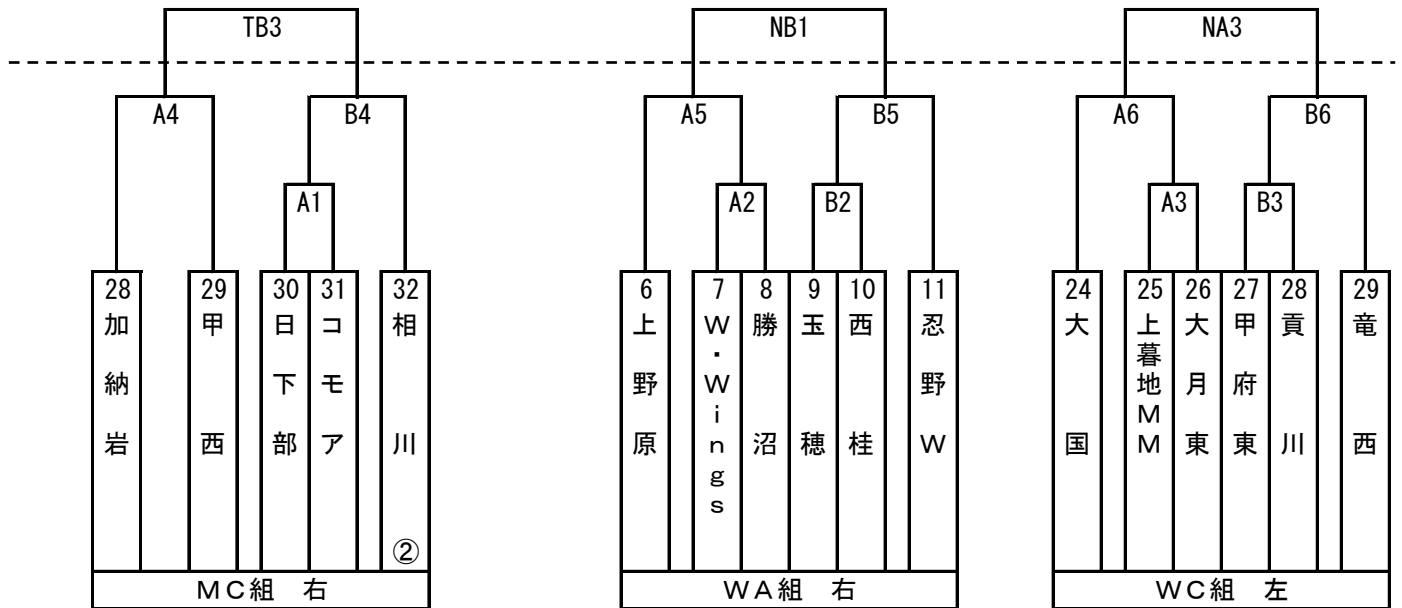 TB3 NB1 NA3
A4 B4 A5 B5 A6 B6
A1 A2 B2 A3 B3
28 29 30 31 32 6 7 8 9 10 11 24 25 26 27 28 29
加納岩
甲西
日下部
コモア
相川②
上野原
W・Wings
勝沼
玉穂
西桂
忍野W
大国
上暮地MM
大月東
甲府東
貢川
竜西
MC組 右 WA組 右 WC組 左